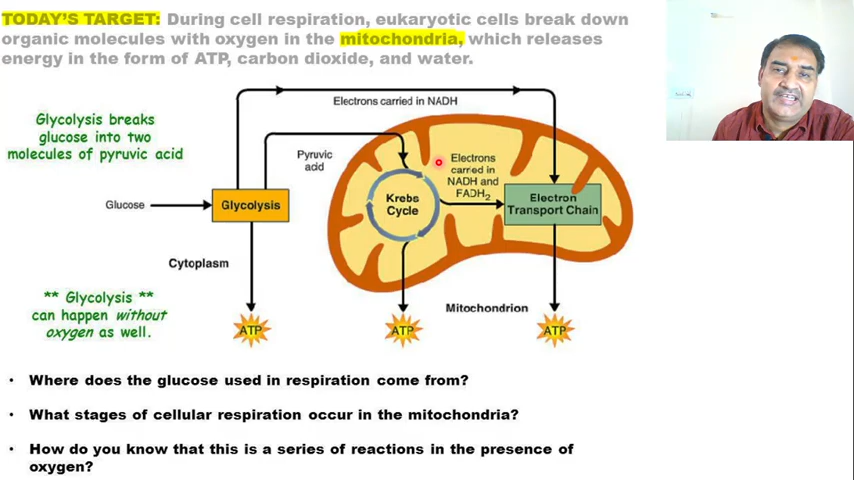 TODAY'S TARGET: During cell respiration, eukaryotic cells break down
organic molecules with oxygen in the mitochondria, which releases
energy in the form of ATP, carbon dioxide, and water.
Electrons carried in NADH
Glycolysis breaks
glucose into two
molecules of pyruvic acid
Pyruvic
acid
Electrons
carried in
NADH and
FADH2
Glucose
Glycolysis
Krebs
Cycle
Electron
Transport Chain
Cytoplasm
** Glycolysis **
can happen without
oxygen as well.
Mitochondrion
ATP
ATP
ATP
• Where does the glucose used in respiration come from?
• What stages of cellular respiration occur in the mitochondria?
• How do you know that this is a series of reactions in the presence of
oxygen?